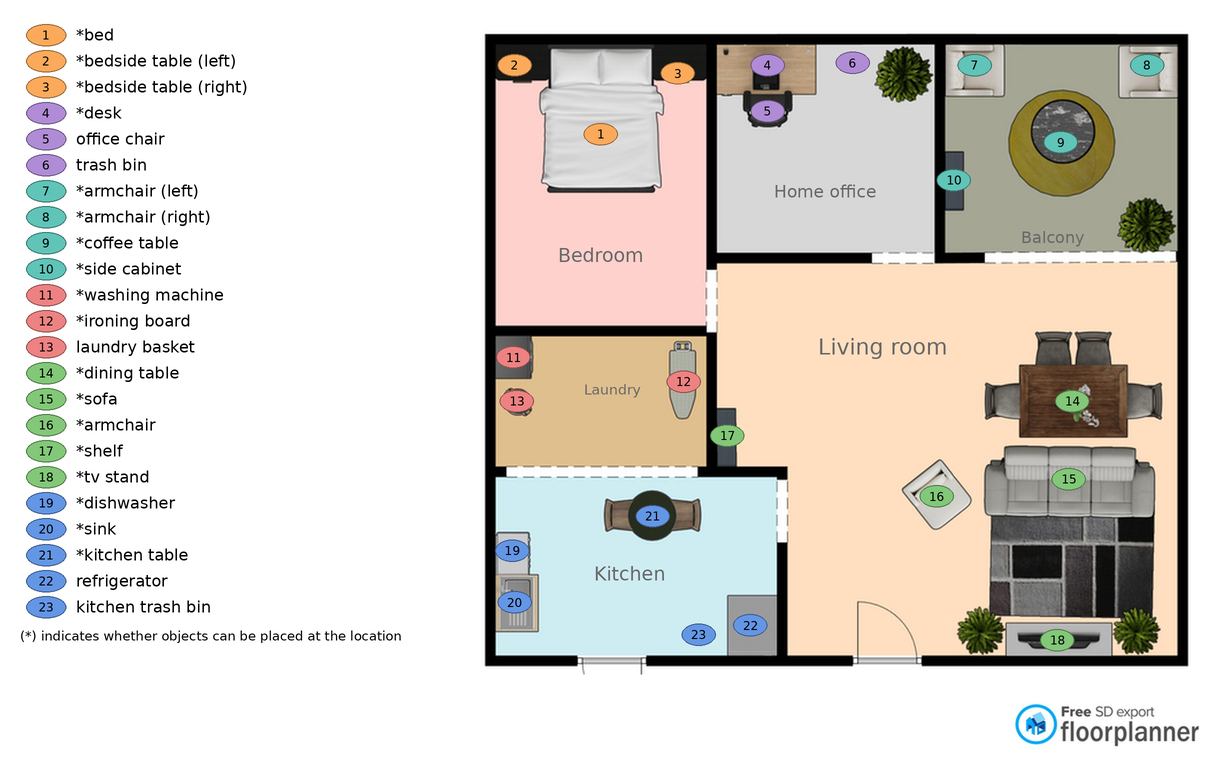 1 *bed
2 *bedside table (left)
3 *bedside table (right)
4 *desk
5 office chair
6 trash bin
7 *armchair (left)
8 *armchair (right)
9 *coffee table
10 *side cabinet
11 *washing machine
12 *ironing board
13 laundry basket
14 *dining table
15 *sofa
16 *armchair
17 *shelf
18 *tv stand
19 *dishwasher
20 *sink
21 *kitchen table
22 refrigerator
23 kitchen trash bin
(*) indicates whether objects can be placed at the location
2
3
1
Bedroom
4
6
5
Home office
7
8
9
10
Balcony
11
12
13
Laundry
Living room
14
17
15
16
21
19
Kitchen
20
22
23
18
Free SD export
floorplanner